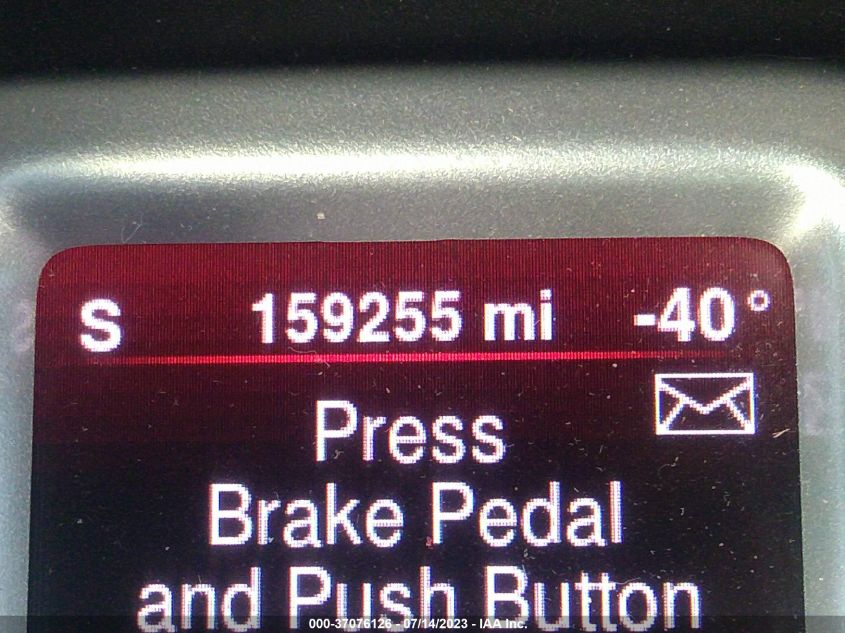 S 159255 mi -40°
Press
Brake Pedal
and Push Button
000-37076126 - 07/14/2023 - IAA Inc.